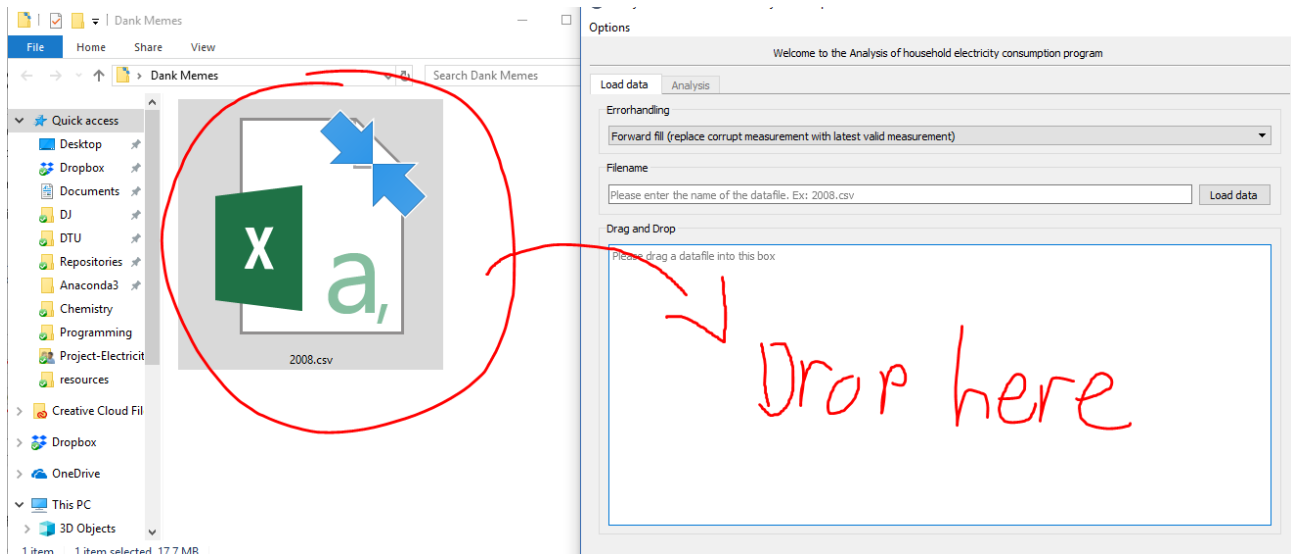 Dank Memes
File Home Share View
Dank Memes
Search Dank Memes
Quick access
Desktop
Dropbox
Documents
DJ
DTU
Repositories
Anaconda3
Chemistry
Programming
Project-Electricit
resources
Creative Cloud Fil
Dropbox
OneDrive
This PC
3D Objects
1 item 1 item selected 17,7 MB
X
a,
2008.csv
Options
Welcome to the Analysis of household electricity consumption program
Load data Analysis
Errorhandling
Forward fill (replace corrupt measurement with latest valid measurement)
Filename
Please enter the name of the datafile. Ex: 2008.csv
Load data
Drag and Drop
Please drag a datafile into this box
Drop here